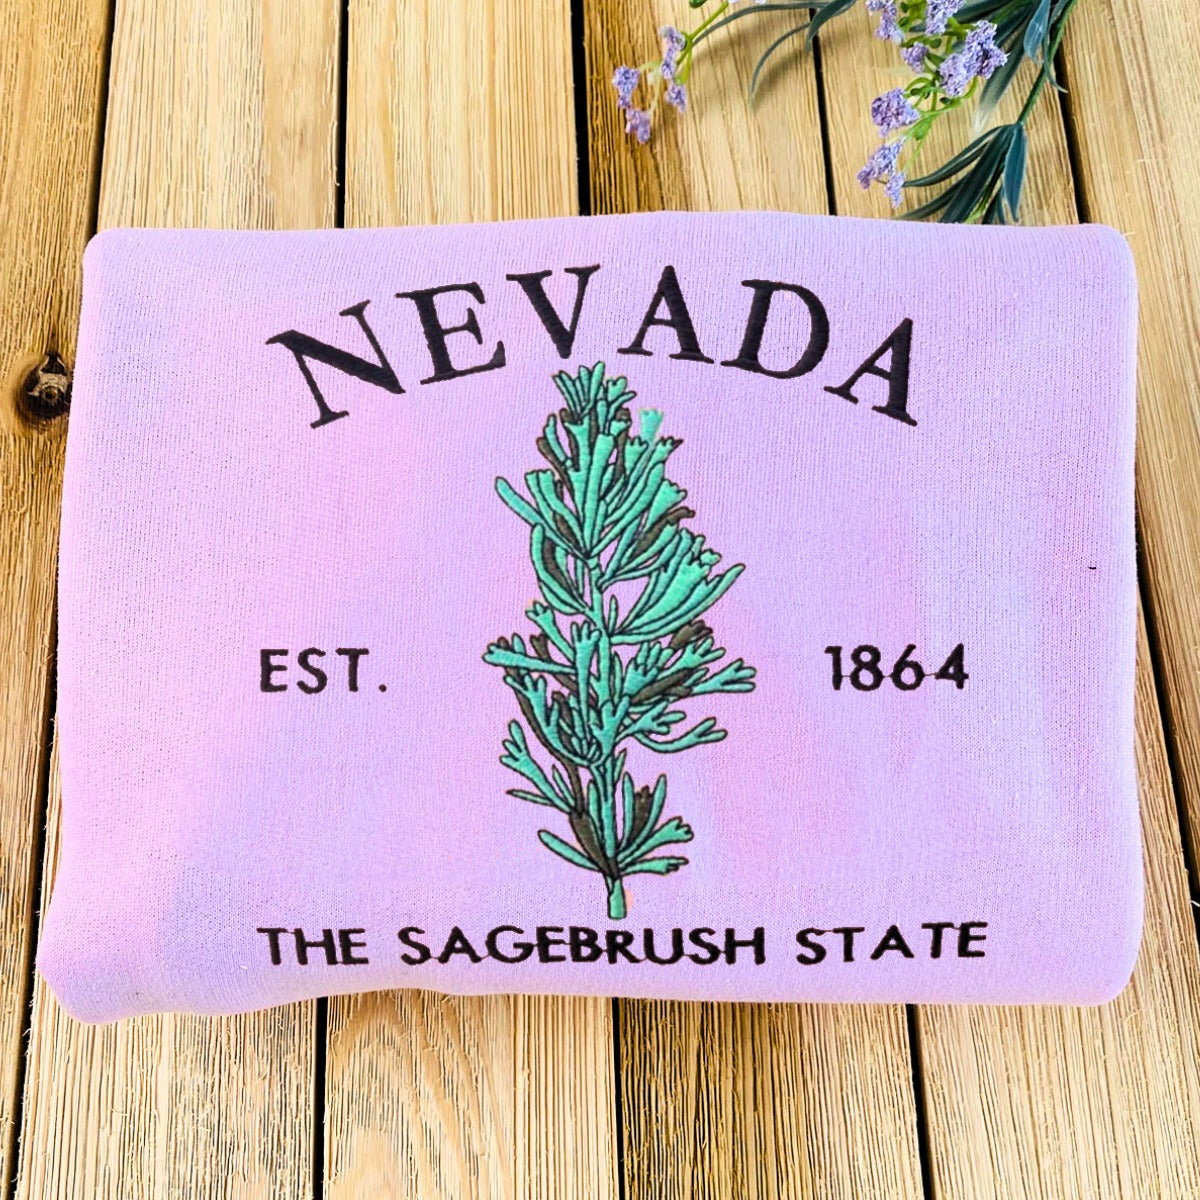 NEVADA
EST. 1864
THE SAGEBRUSH STATE